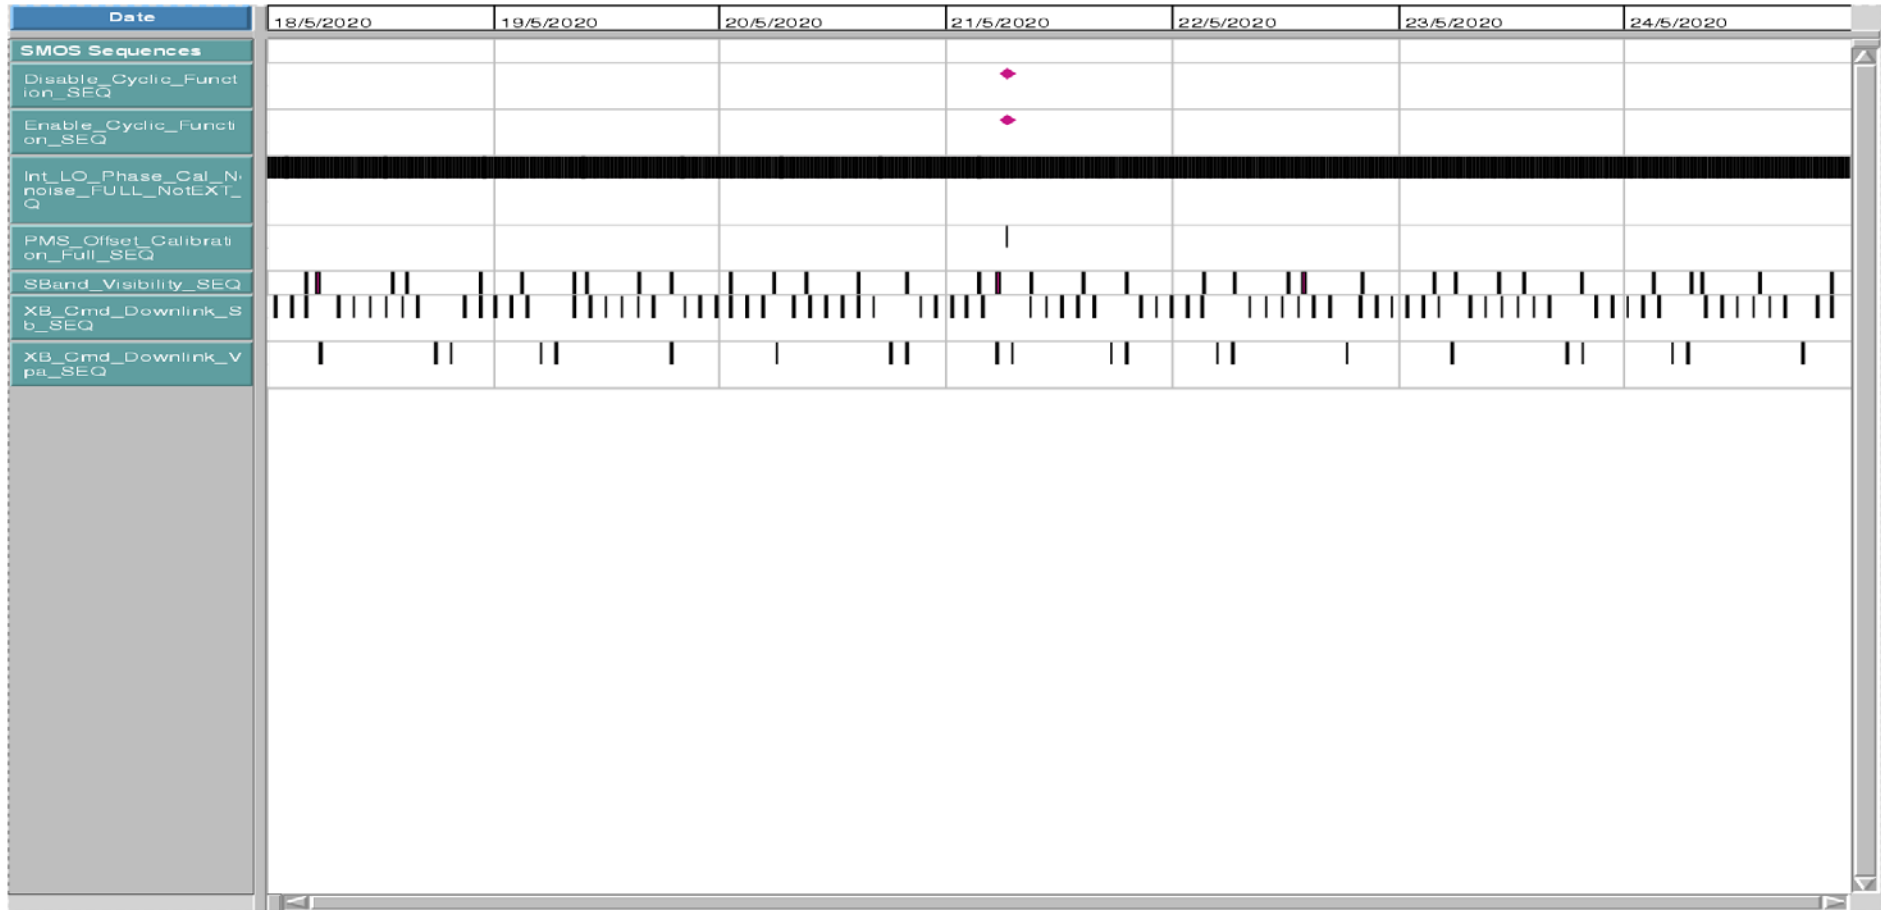 Date
18/5/2020 19/5/2020 20/5/2020 21/5/2020 22/5/2020 23/5/2020 24/5/2020
SMOS Sequences
Disable_Cyclic_Funct
ion_SEQ
Enable_Cyclic_Functi
on_SEQ
Int_LO_Phase_Cal_N
noise_FULL_NotEXT_
Q
PMS_Offset_Calibrati
on_Full_SEQ
SBand_Visibility_SEQ
XB_Cmd_Downlink_S
b_SEQ
XB_Cmd_Downlink_V
pa_SEQ